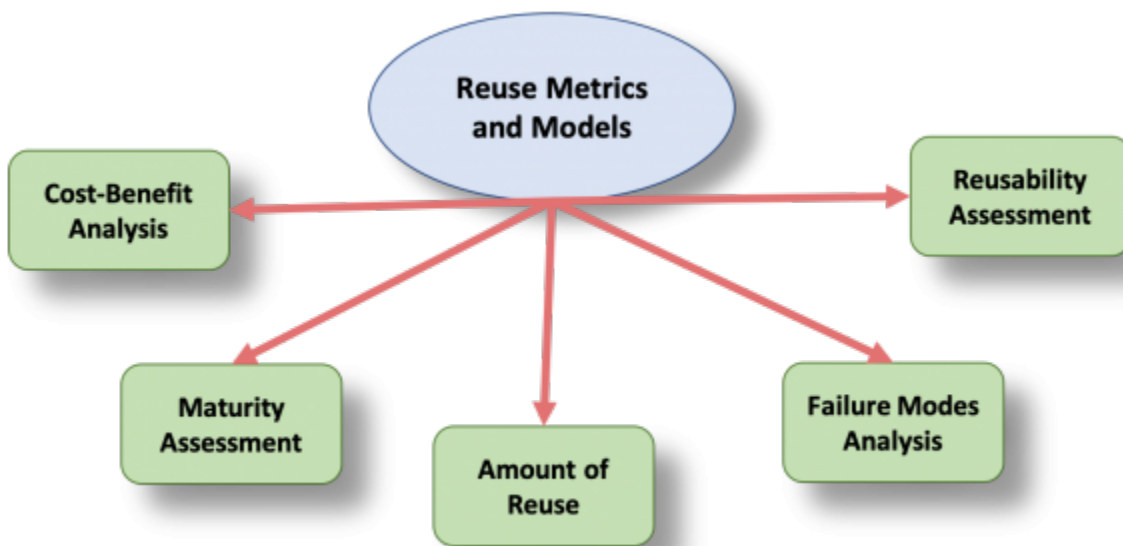 Reuse Metrics
and Models
Cost-Benefit
Analysis
Reusability
Assessment
Maturity
Assessment
Amount of
Reuse
Failure Modes
Analysis